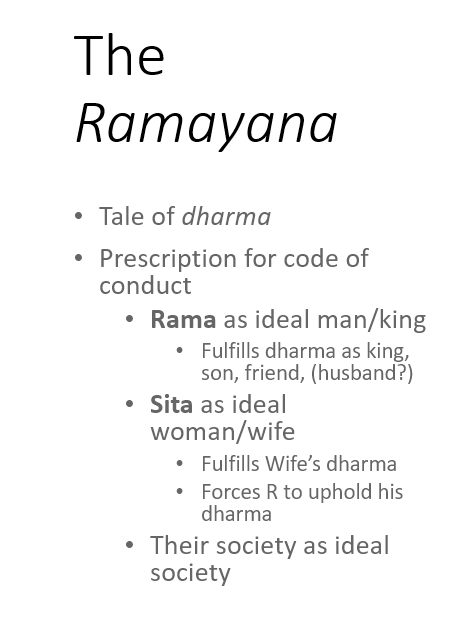 The
Ramayana
• Tale of dharma
• Prescription for code of
conduct
• Rama as ideal man/king
• Fulfills dharma as king,
son, friend, (husband?)
• Sita as ideal
woman/wife
• Fulfills Wife’s dharma
• Forces R to uphold his
dharma
• Their society as ideal
society